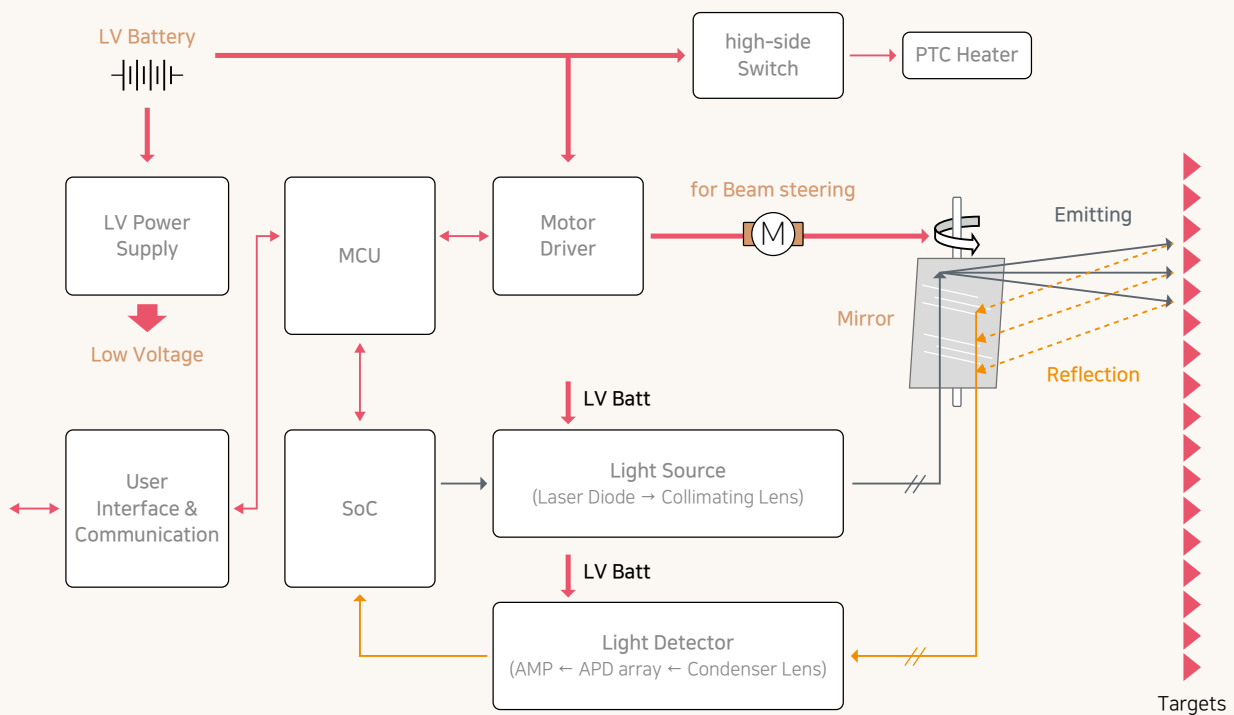 LV Battery
high-side
Switch
PTC Heater
LV Power
Supply
MCU
Motor
Driver
for Beam steering
M
Emitting
Low Voltage
Mirror
Reflection
LV Batt
User
Interface &
Communication
SoC
Light Source
(Laser Diode → Collimating Lens)
LV Batt
Light Detector
(AMP ← APD array ← Condenser Lens)
Targets